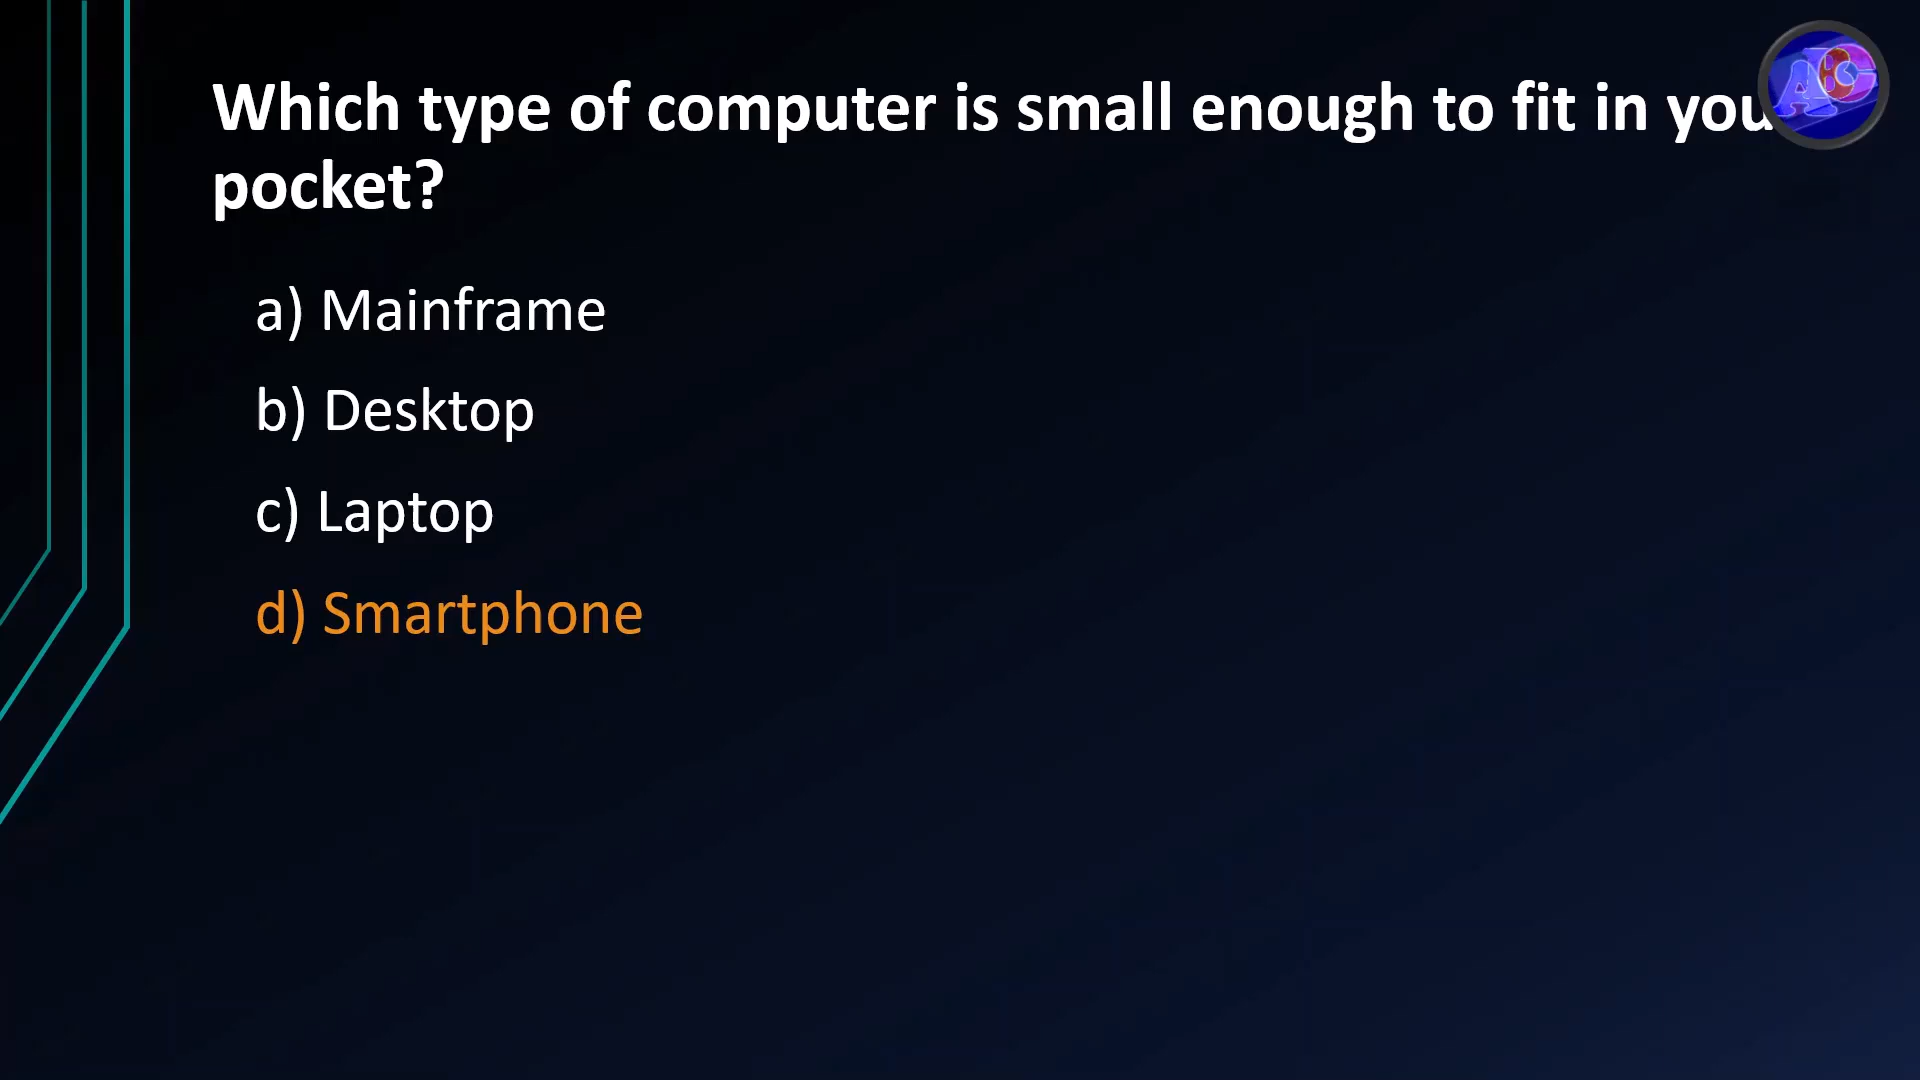 Which type of computer is small enough to fit in you
pocket?
a) Mainframe
b) Desktop
c) Laptop
d) Smartphone